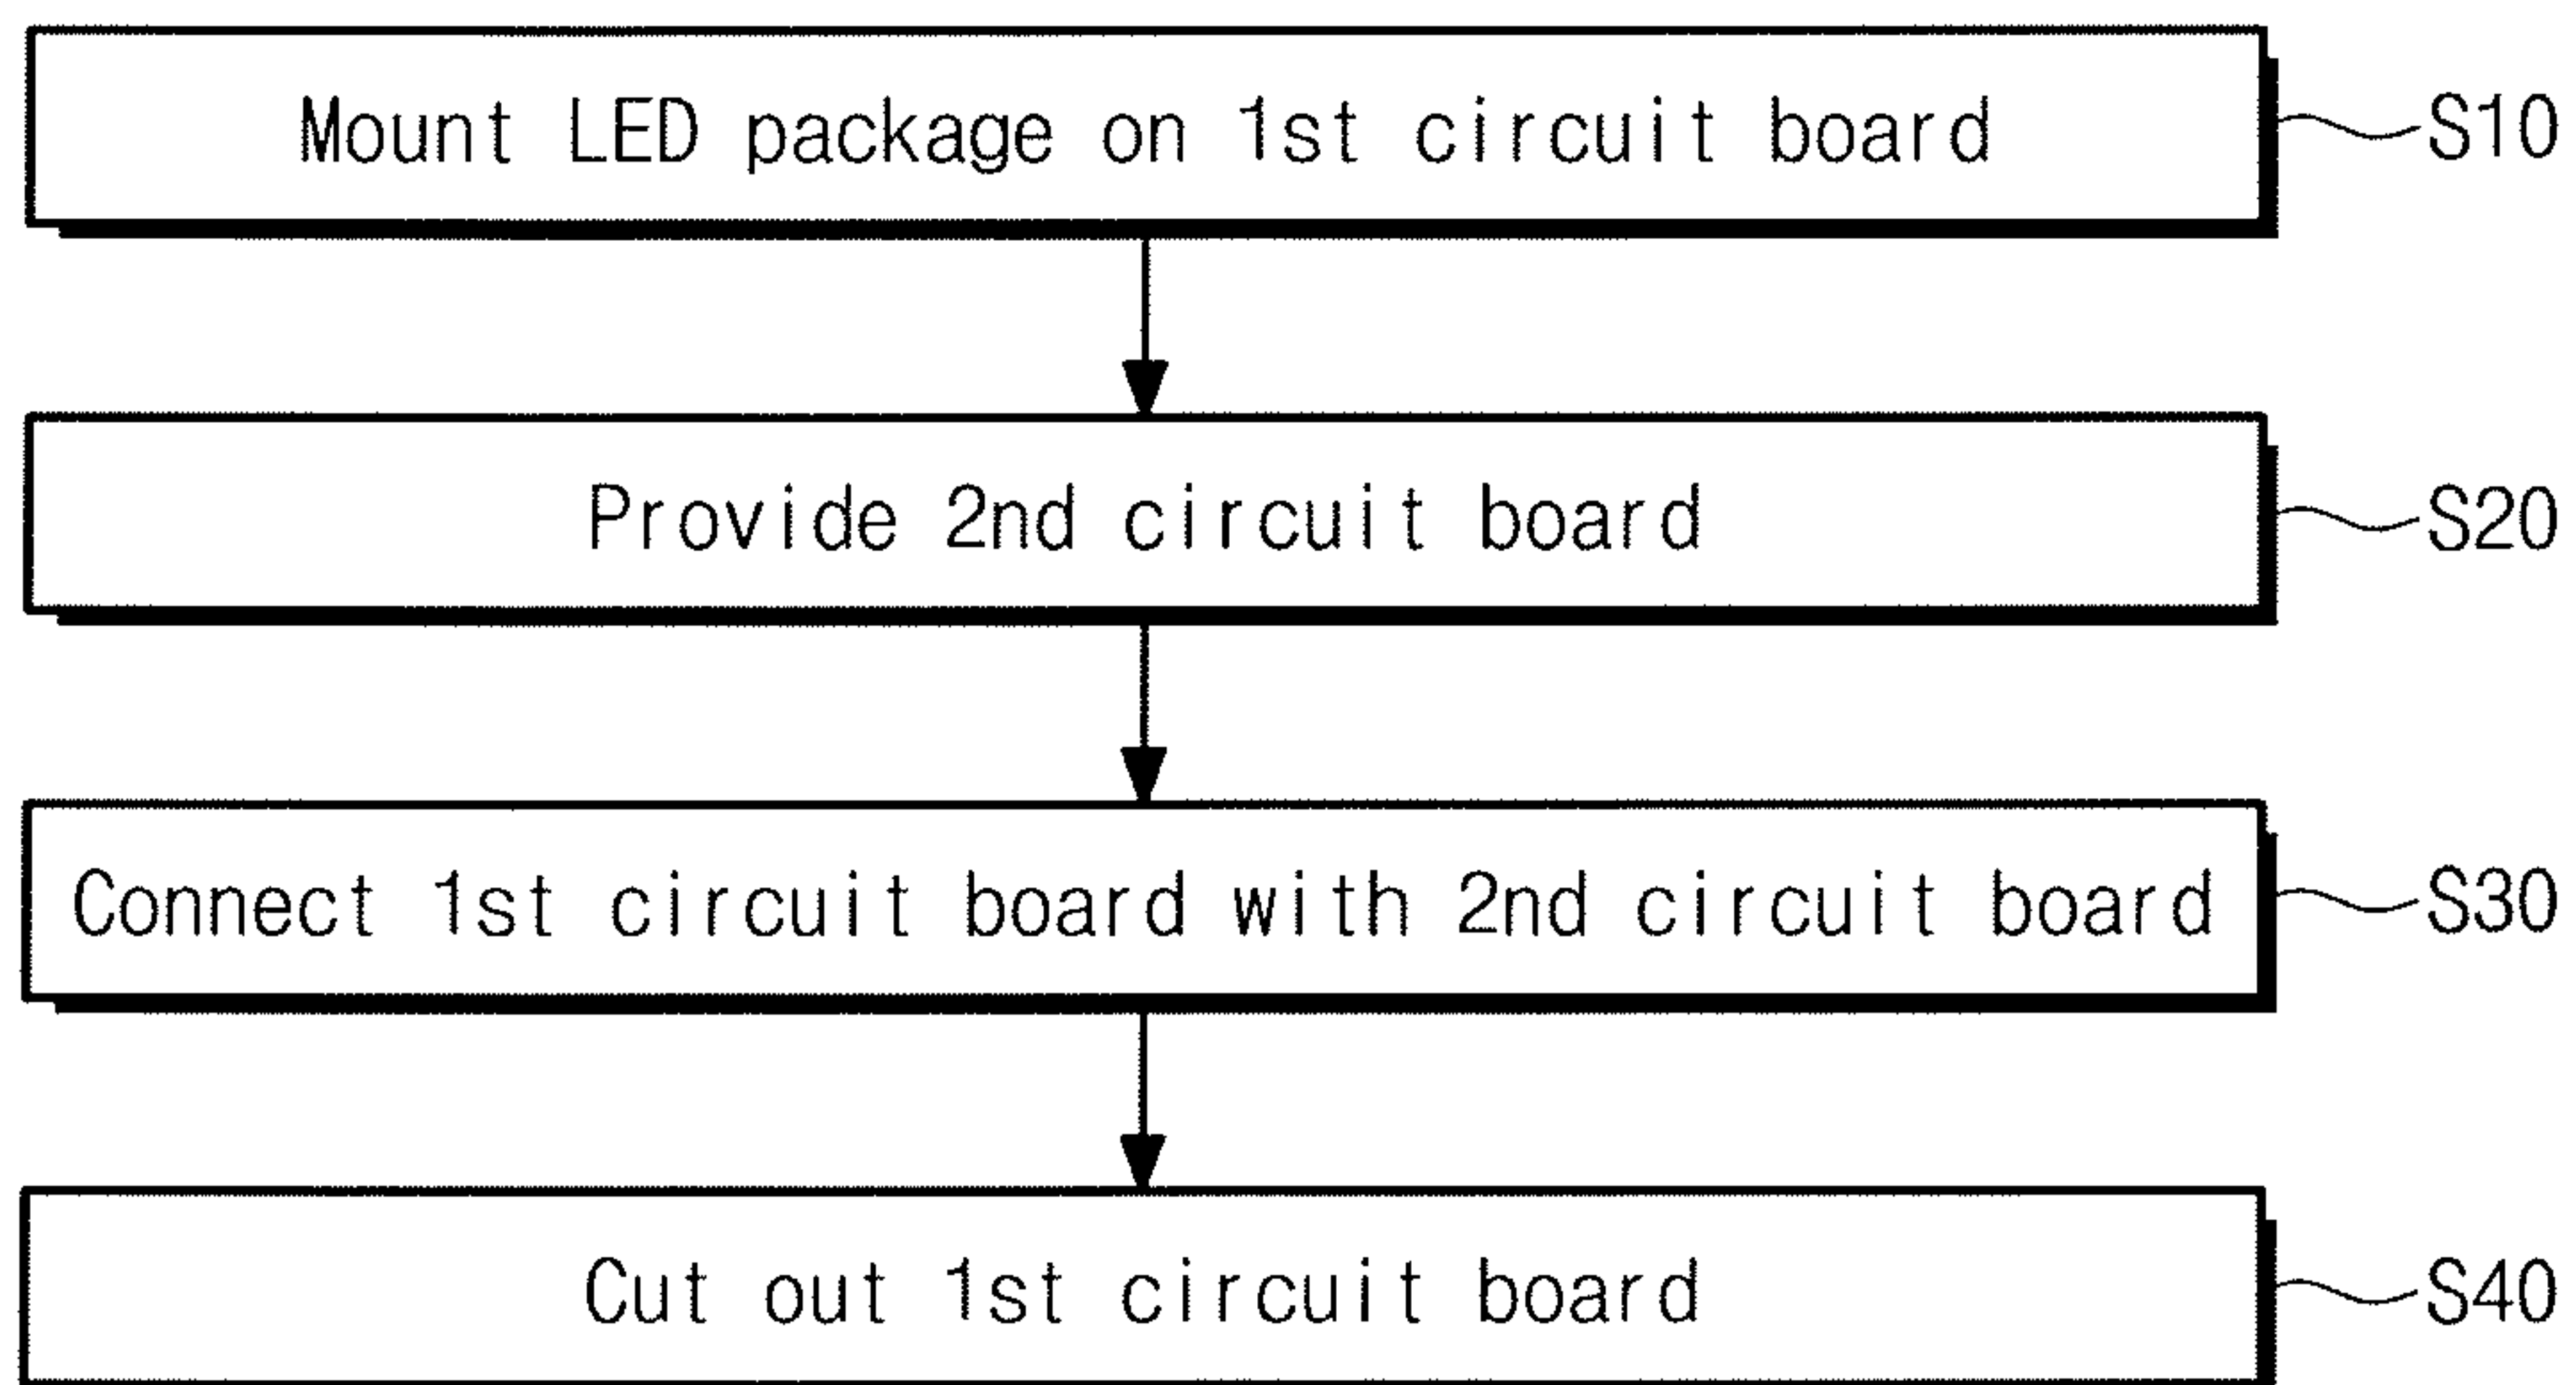 Mount LED package on 1st circuit board
S10
Provide 2nd circuit board
S20
Connect 1st circuit board with 2nd circuit board
S30
Cut out 1st circuit board
S40